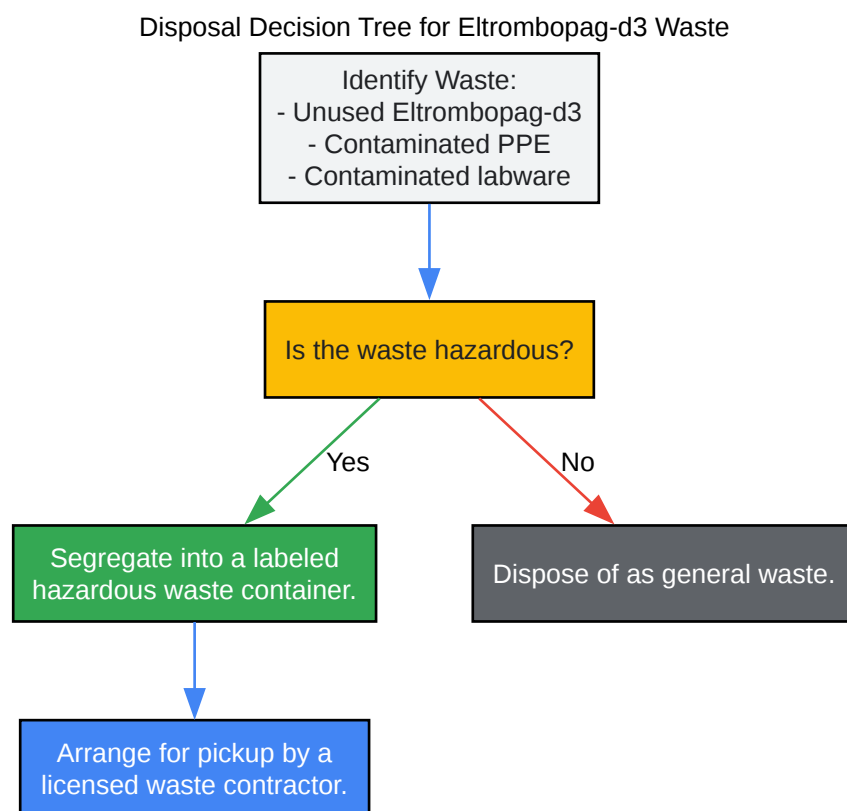 Disposal Decision Tree for Eltrombopag-d3 Waste
Identify Waste:
- Unused Eltrombopag-d3
- Contaminated PPE
- Contaminated labware
Is the waste hazardous?
Yes
No
Segregate into a labeled
hazardous waste container.
Dispose of as general waste.
Arrange for pickup by a
licensed waste contractor.